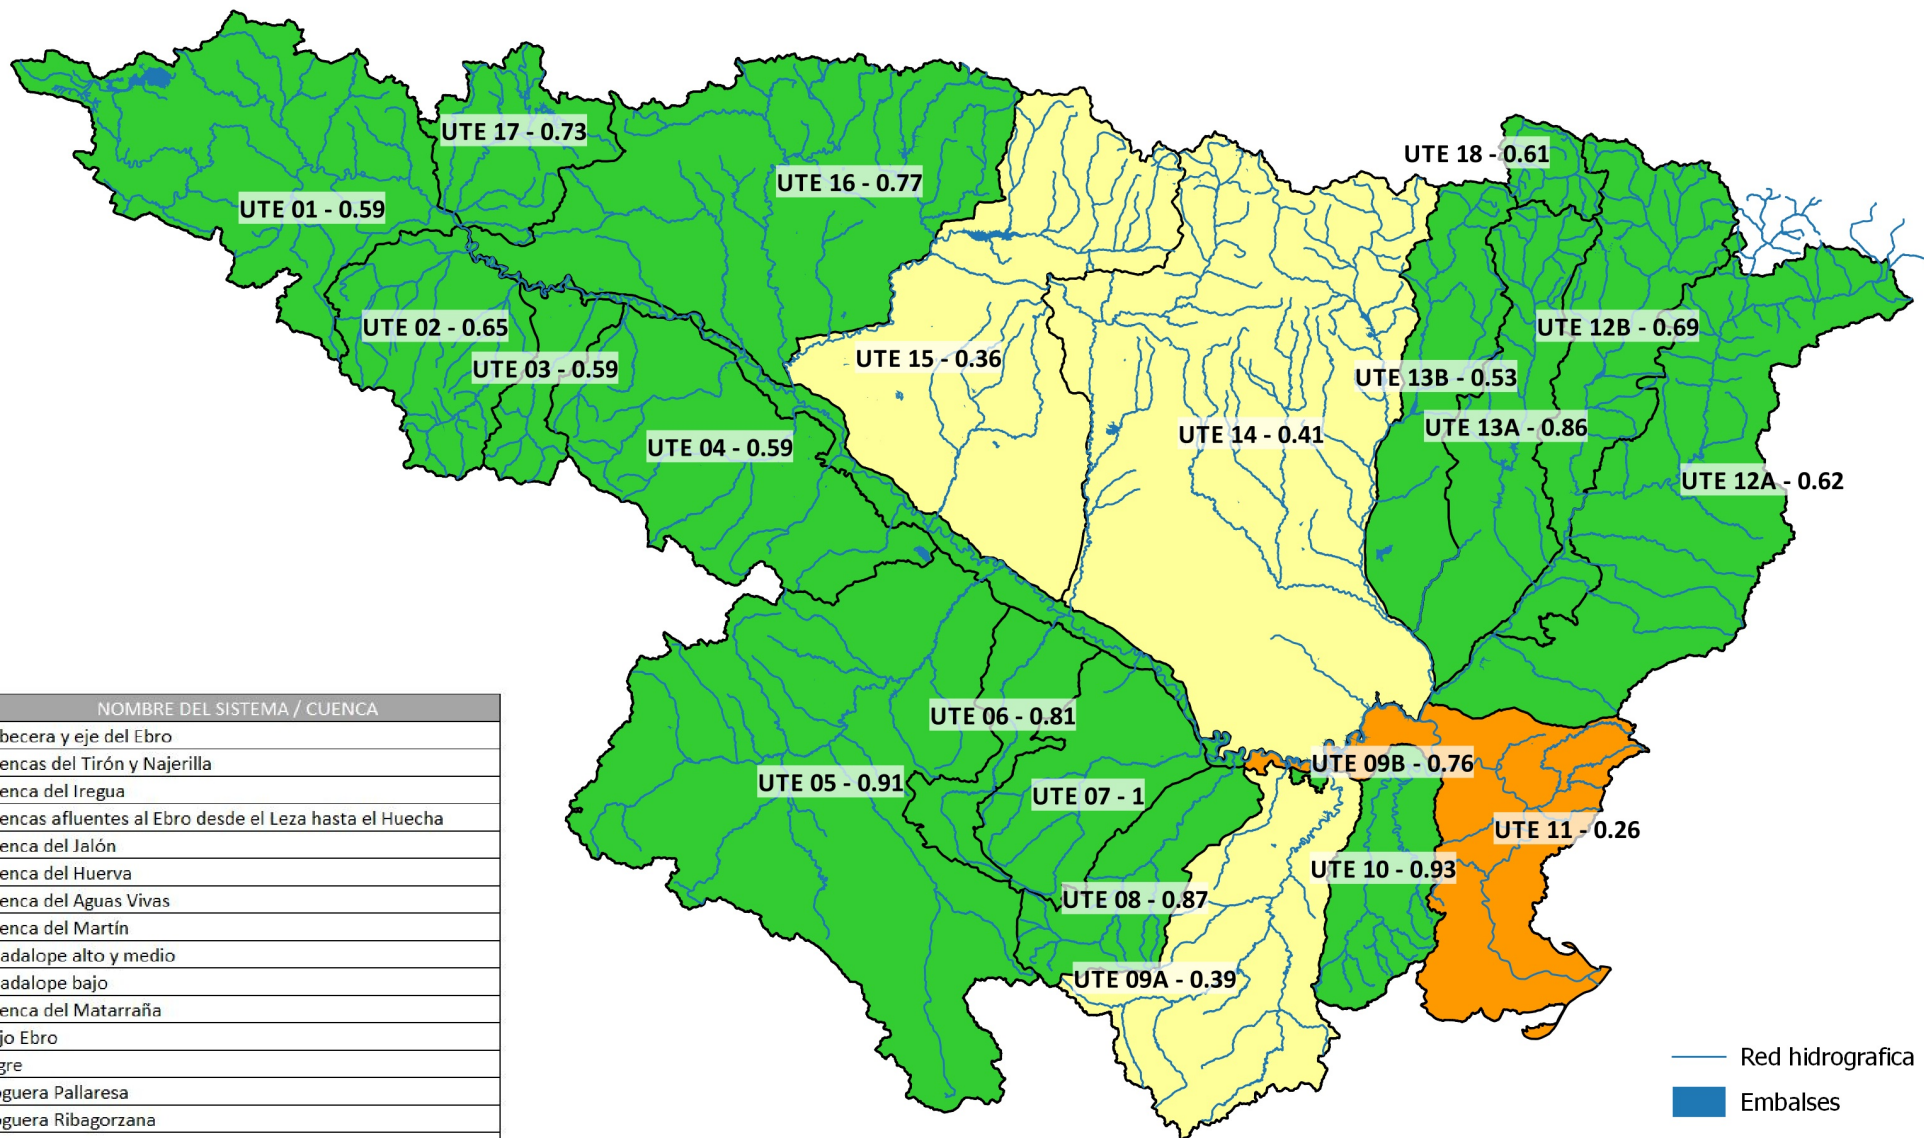 UTE 17 - 0.73
UTE 18 - 0.61
UTE 16 - 0.77
UTE 01 - 0.59
UTE 02 - 0.65
UTE 12B - 0.69
UTE 15 - 0.36
UTE 03 - 0.59
UTE 13B - 0.53
UTE 13A - 0.86
UTE 14 - 0.41
UTE 04 - 0.59
UTE 12A - 0.62
UTE 06 - 0.81
UTE 09B - 0.76
UTE 05 - 0.91
UTE 07 - 1
UTE 11 - 0.26
UTE 10 - 0.93
UTE 08 - 0.87
UTE 09A - 0.39
NOMBRE DEL SISTEMA / CUENCA
becera y eje del Ebro
encas del Tirón y Najerilla
enca del Iregua
encas afluentes al Ebro desde el Leza hasta el Huecha
enca del Jalón
enca del Huerva
enca del Aguas Vivas
enca del Martín
adalope alto y medio
adalope bajo
enca del Matarraña
jo Ebro
gre
guera Pallaresa
guera Ribagorzana
Red hidrografica
Embalses